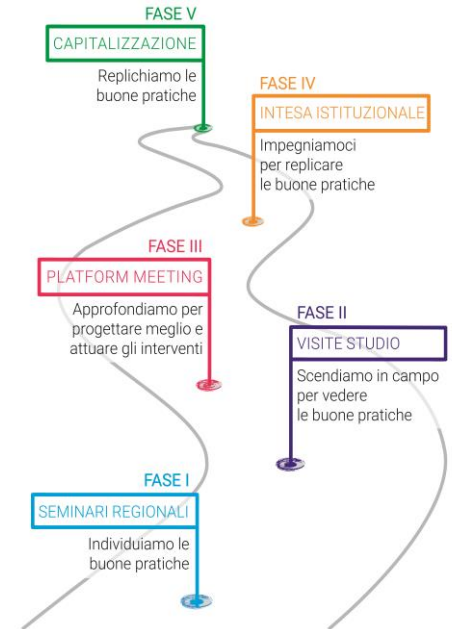 FASE V
CAPITALIZZAZIONE
Replichiamo le
buone pratiche
FASE IV
INTESA ISTITUZIONALE
Impegniamoci
per replicare
le buone pratiche
FASE III
PLATFORM MEETING
Approfondiamo per
progettare meglio e
attuare gli interventi
FASE II
VISITE STUDIO
Scendiamo in campo
per vedere
le buone pratiche
FASE I
SEMINARI REGIONALI
Individuiamo le
buone pratiche